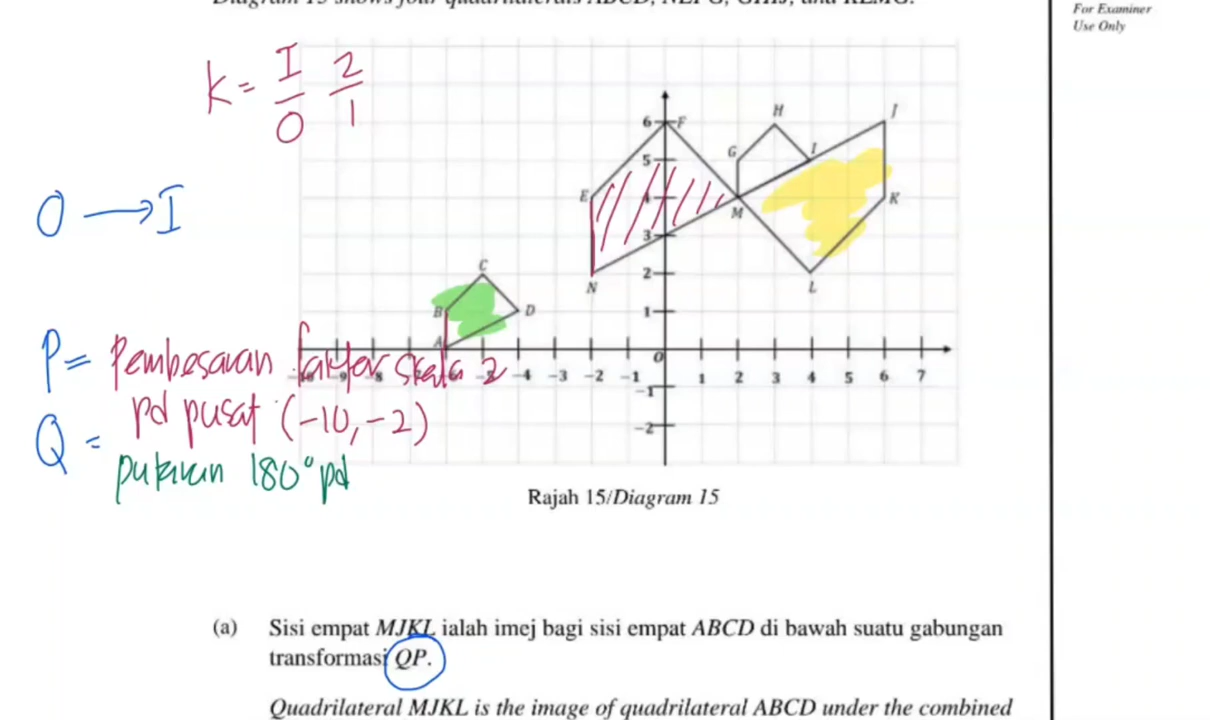 Diagram 15 shows four quadrilaterals ABCD, NEFG, GHIJ, and KLMG.
For Examiner
Use Only
k = I/O 2/1
O → I
6 F
H
J
G
5
I
E
4
K
M
3
C
2
N
L
B
D
1
A
O
-10 -9 -8 -5 -4 -3 -2 -1 1 2 3 4 5 6 7
-1
-2
P = Pembesaran faktor skala 2
pd pusat (-10, -2)
Q =
putaran 180° pd
Rajah 15/Diagram 15
(a) Sisi empat MJKL ialah imej bagi sisi empat ABCD di bawah suatu gabungan
transformasi QP.
Quadrilateral MJKL is the image of quadrilateral ABCD under the combined